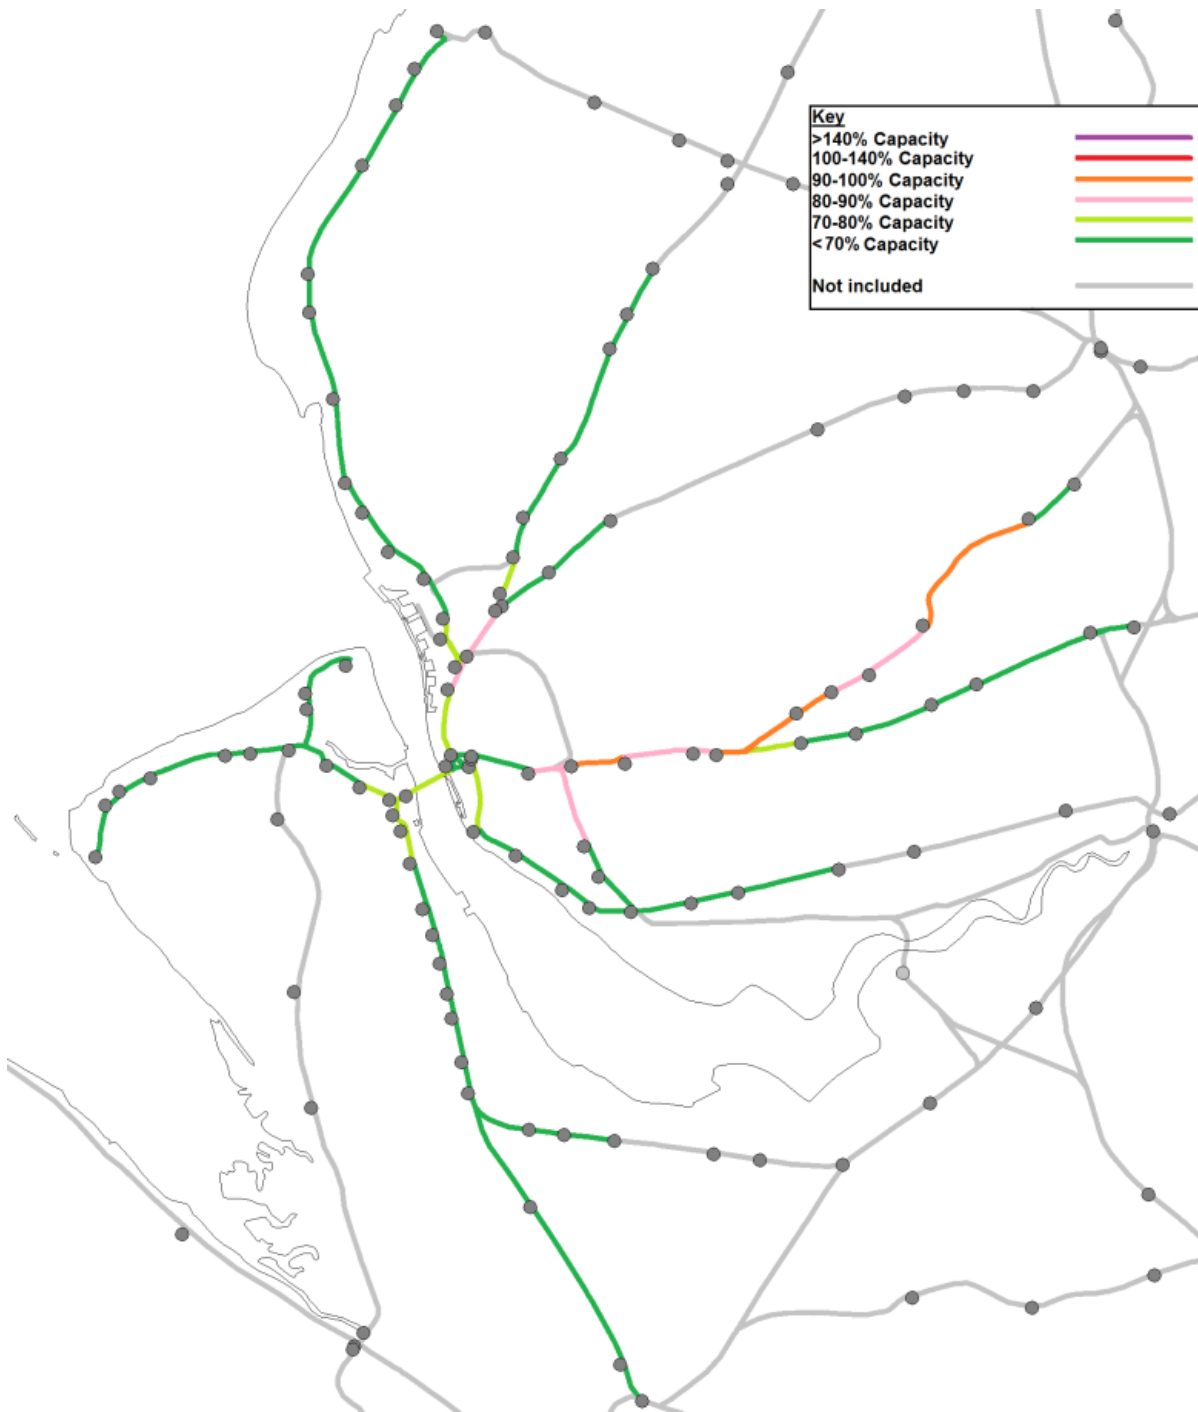 Key
>140% Capacity
100-140% Capacity
90-100% Capacity
80-90% Capacity
70-80% Capacity
<70% Capacity
Not included